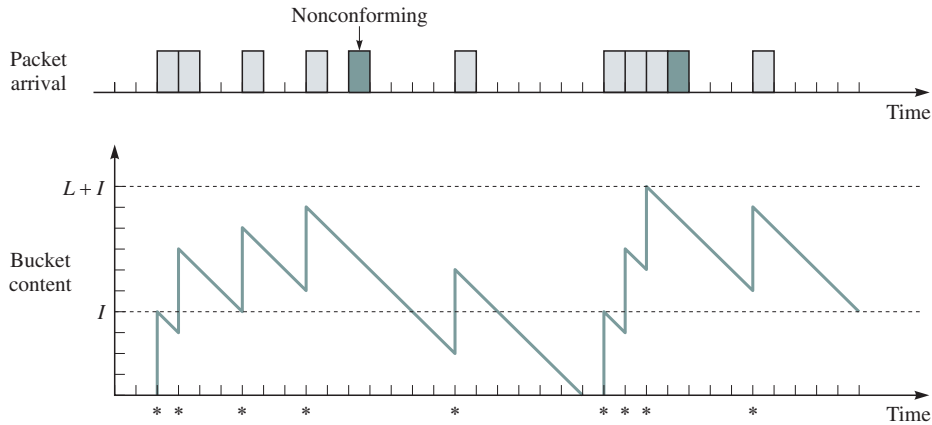 Nonconforming
Packet
arrival
Time
L + I
Bucket
content
I
* * * * * * * * *
Time